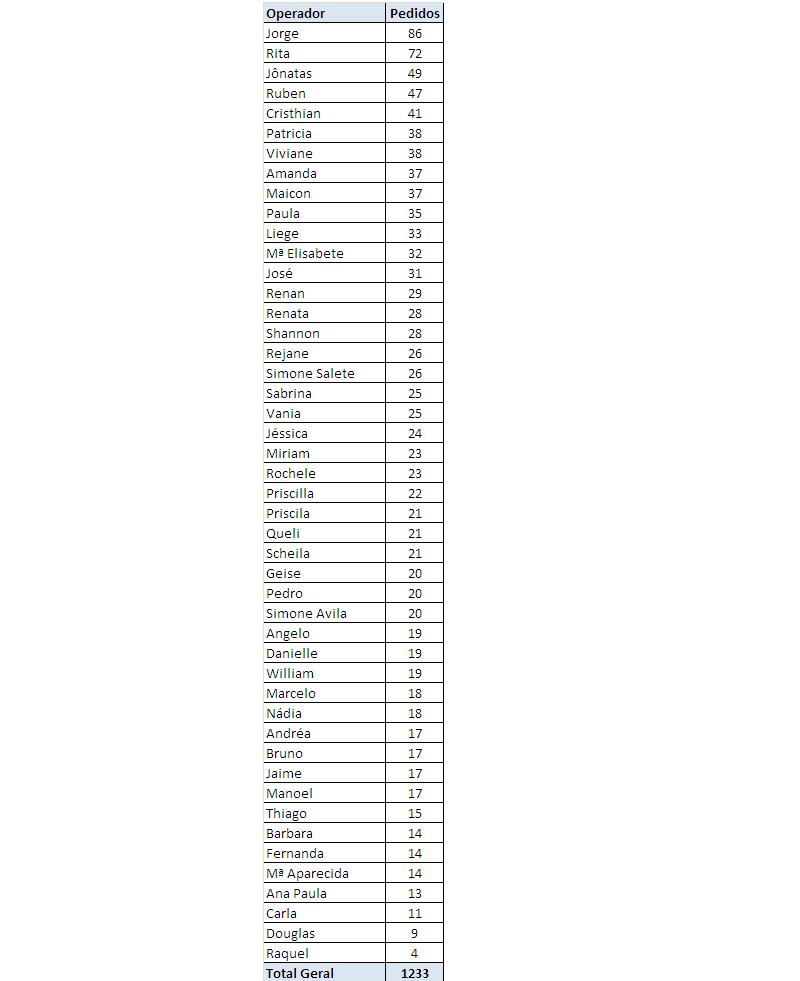 Operador Pedidos
Jorge 86
Rita 72
Jônatas 49
Ruben 47
Cristhian 41
Patricia 38
Viviane 38
Amanda 37
Maicon 37
Paula 35
Liege 33
Mª Elisabete 32
José 31
Renan 29
Renata 28
Shannon 28
Rejane 26
Simone Salete 26
Sabrina 25
Vania 25
Jéssica 24
Miriam 23
Rochele 23
Priscilla 22
Priscila 21
Queli 21
Scheila 21
Geise 20
Pedro 20
Simone Avila 20
Angelo 19
Danielle 19
William 19
Marcelo 18
Nádia 18
Andréa 17
Bruno 17
Jaime 17
Manoel 17
Thiago 15
Barbara 14
Fernanda 14
Mª Aparecida 14
Ana Paula 13
Carla 11
Douglas 9
Raquel 4
Total Geral 1233